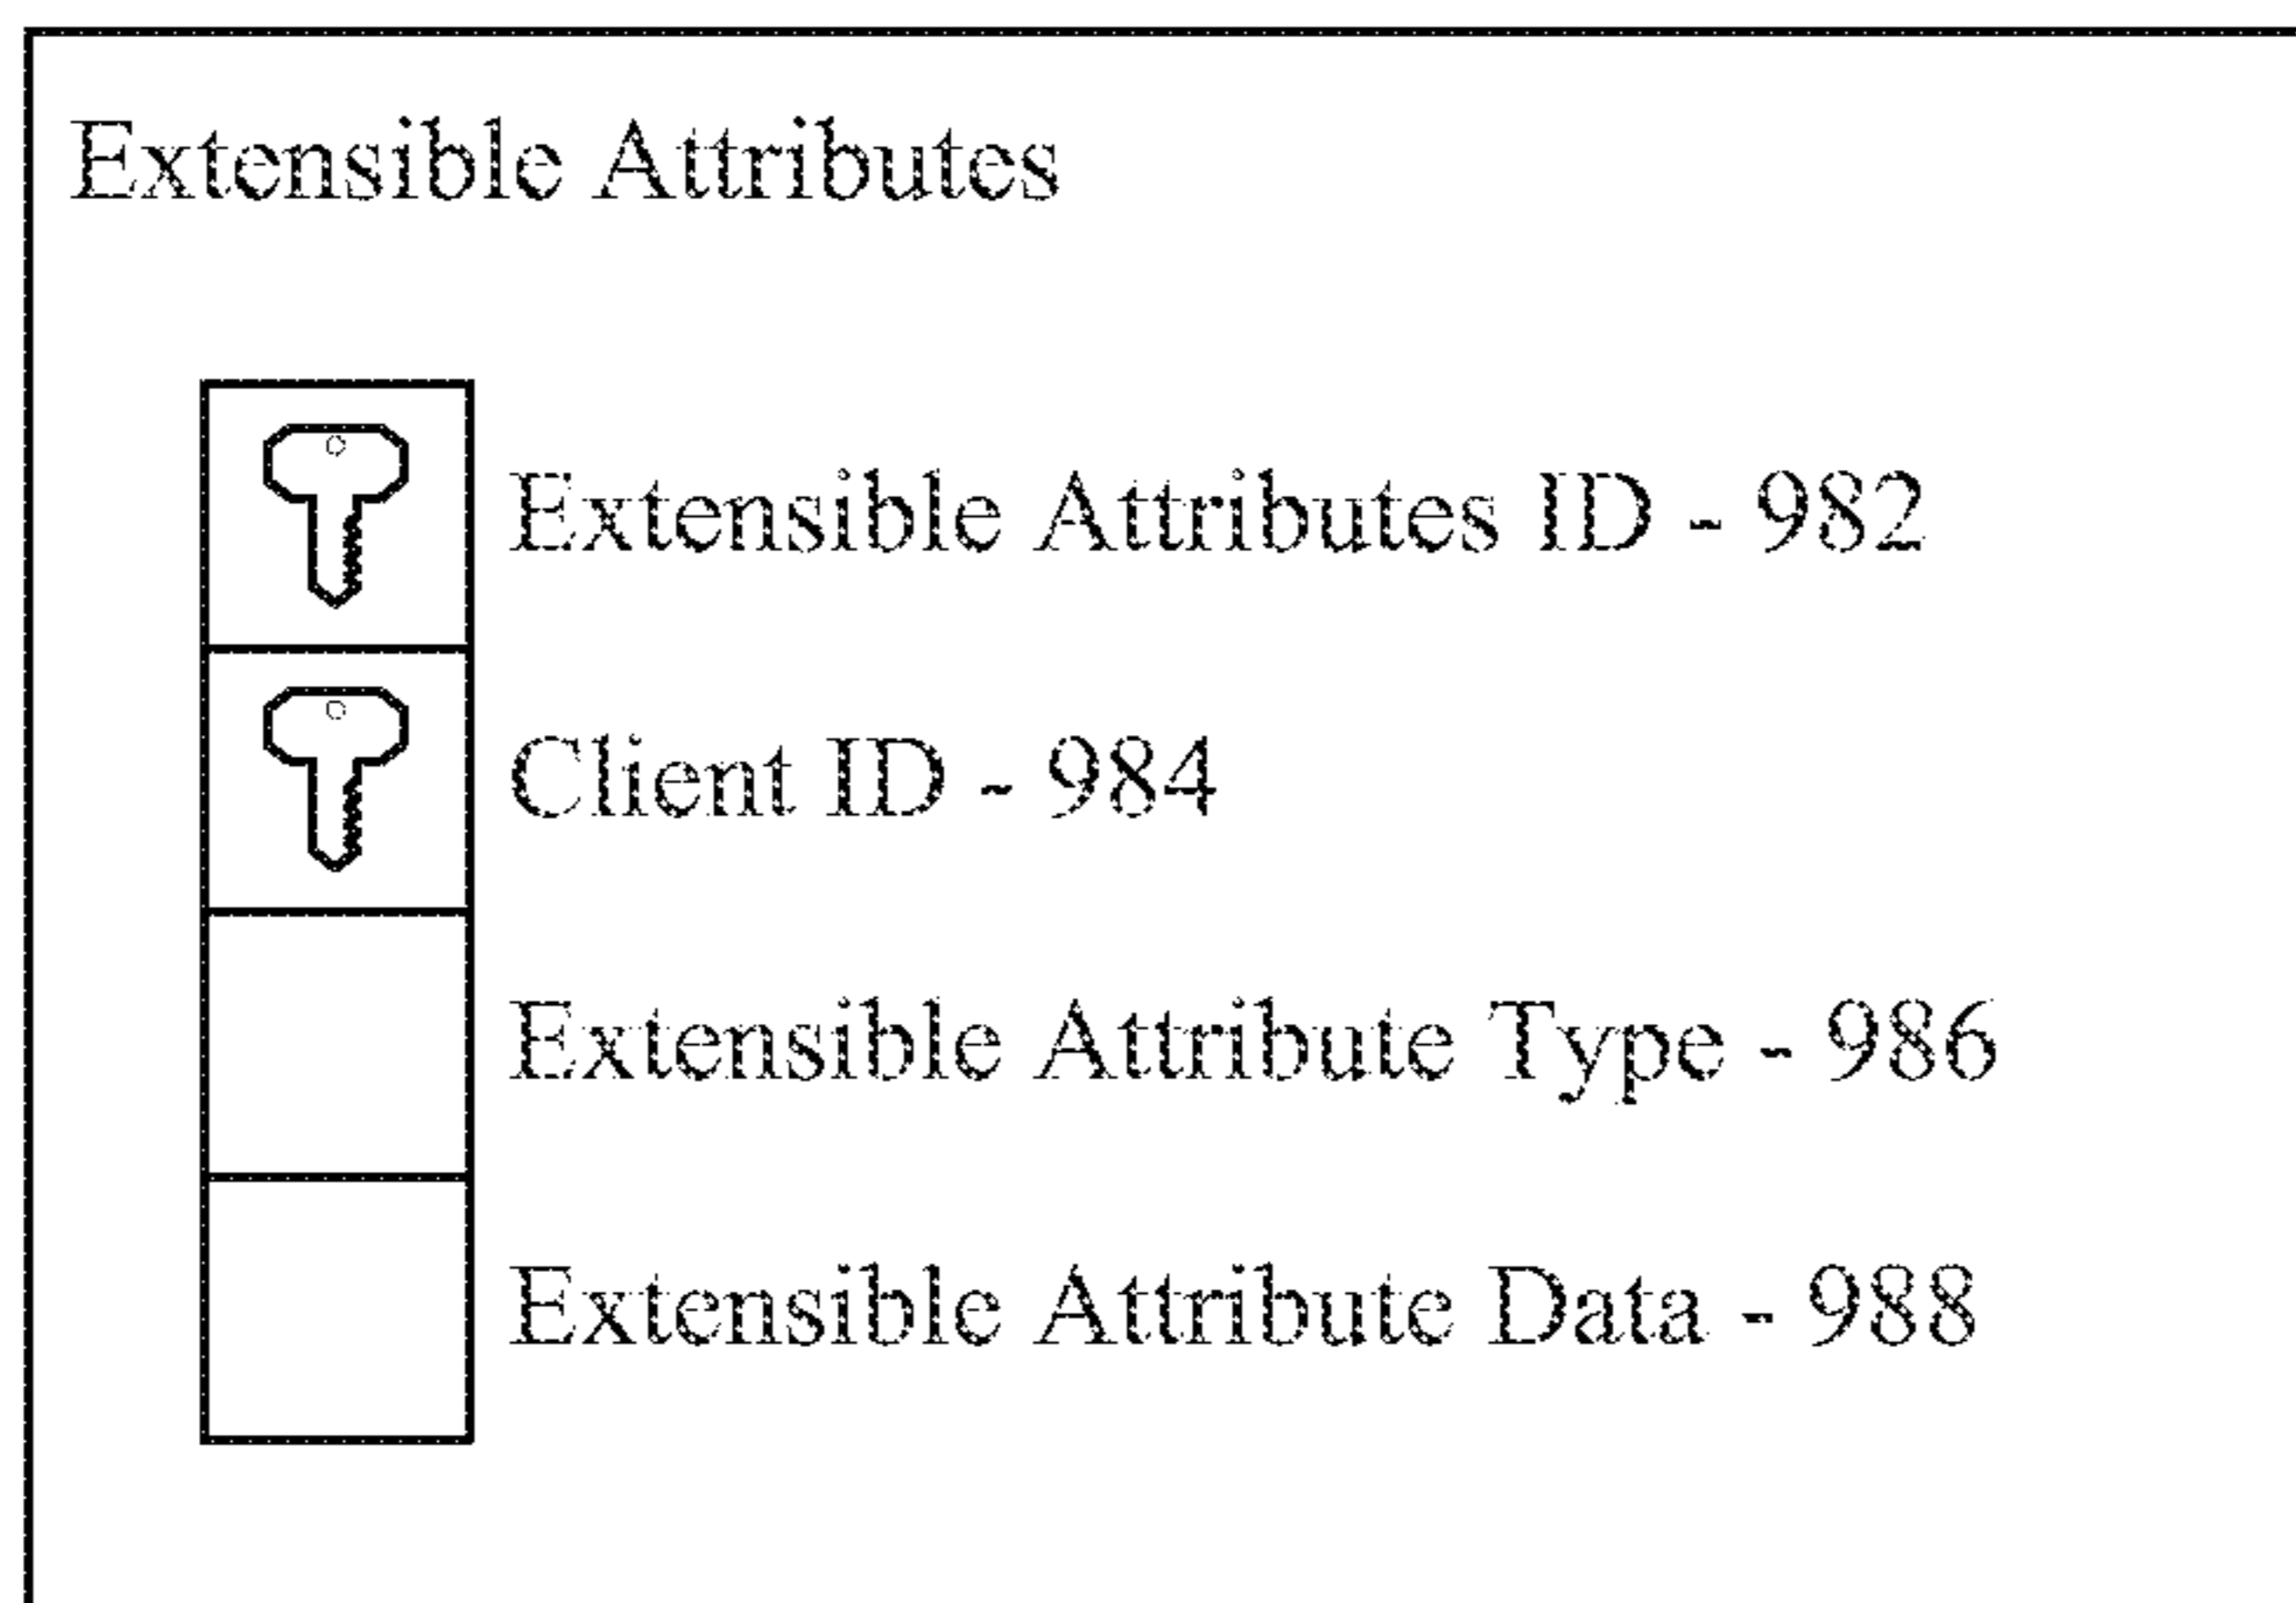 Extensible Attributes
Extensible Attributes ID - 982
Client ID - 984
Extensible Attribute Type - 986
Extensible Attribute Data - 988